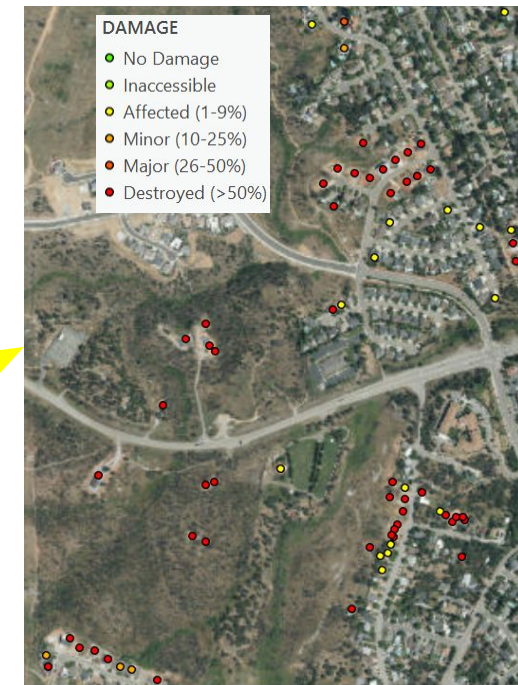 DAMAGE
No Damage
Inaccessible
Affected (1-9%)
Minor (10-25%)
Major (26-50%)
Destroyed (>50%)